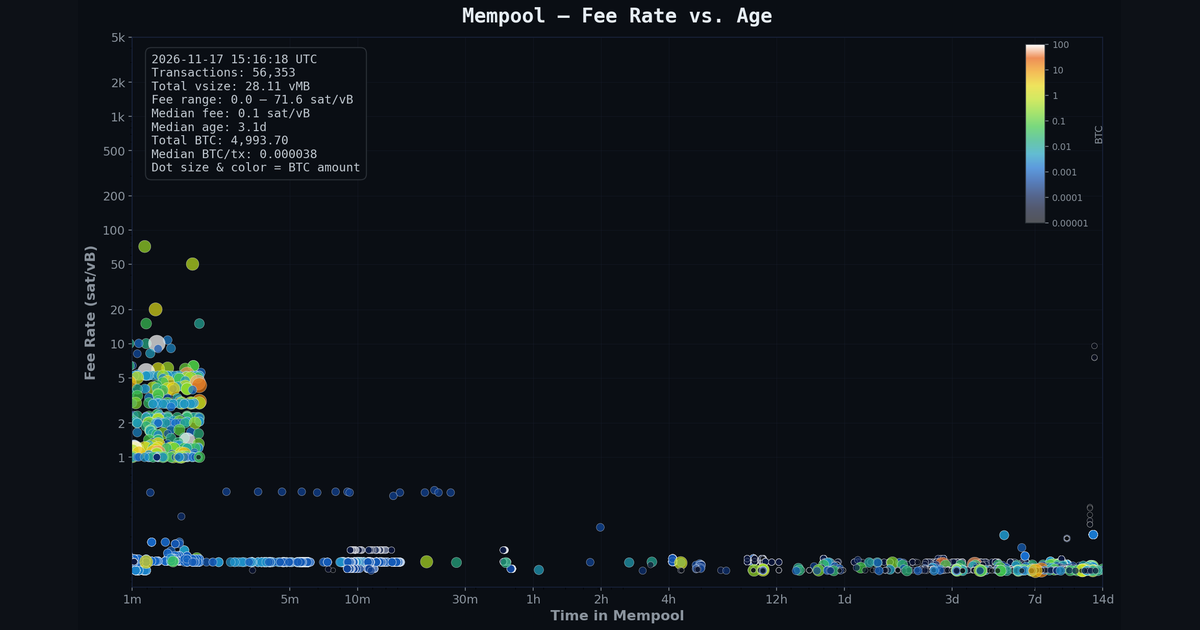 Mempool — Fee Rate vs. Age
2026-11-17 15:16:18 UTC
Transactions: 56,353
Total vsize: 28.11 vMB
Fee range: 0.0 — 71.6 sat/vB
Median fee: 0.1 sat/vB
Median age: 3.1d
Total BTC: 4,993.70
Median BTC/tx: 0.000038
Dot size & color = BTC amount
Fee Rate (sat/vB)
5k
2k
1k
500
200
100
50
20
10
5
2
1
100
10
1
0.1
0.01
0.001
0.0001
0.00001
BTC
1m
5m
10m
30m
1h
2h
4h
12h
1d
3d
7d
14d
Time in Mempool